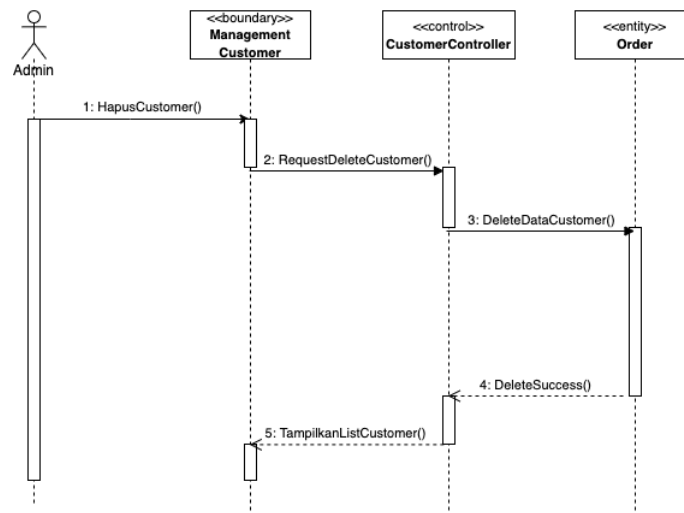 <<boundary>>
Management
Customer
<<control>>
CustomerController
<<entity>>
Order
Admin
1: HapusCustomer()
2: RequestDeleteCustomer()
3: DeleteDataCustomer()
4: DeleteSuccess()
5: TampilkanListCustomer()